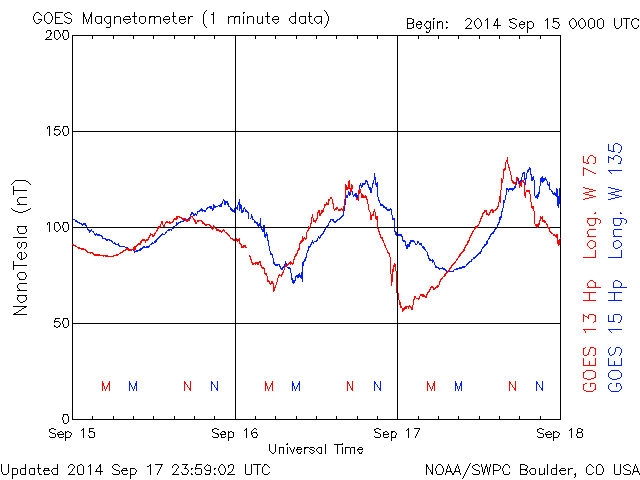 GOES Magnetometer (1 minute data)
Begin: 2014 Sep 15 0000 UTC
200
150
100
50
0
NanoTesla (nT)
M M N N M M N N M M N N
Sep 15 Sep 16 Sep 17 Sep 18
Universal Time
GOES 13 Hp Long. W 75
GOES 15 Hp Long. W 135
Updated 2014 Sep 17 23:59:02 UTC
NOAA/SWPC Boulder, CO USA